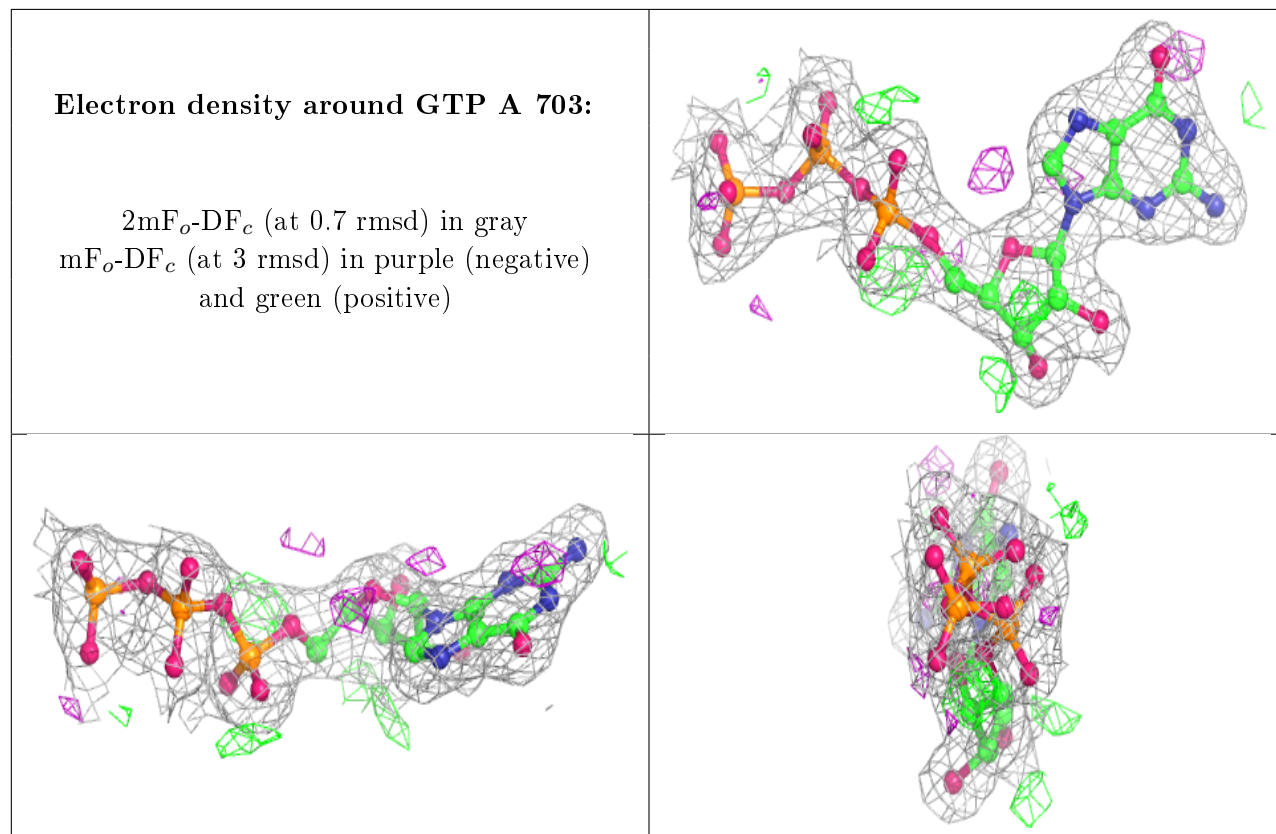 Electron density around GTP A 703:
2mFo-DFc (at 0.7 rmsd) in gray
mFo-DFc (at 3 rmsd) in purple (negative)
and green (positive)